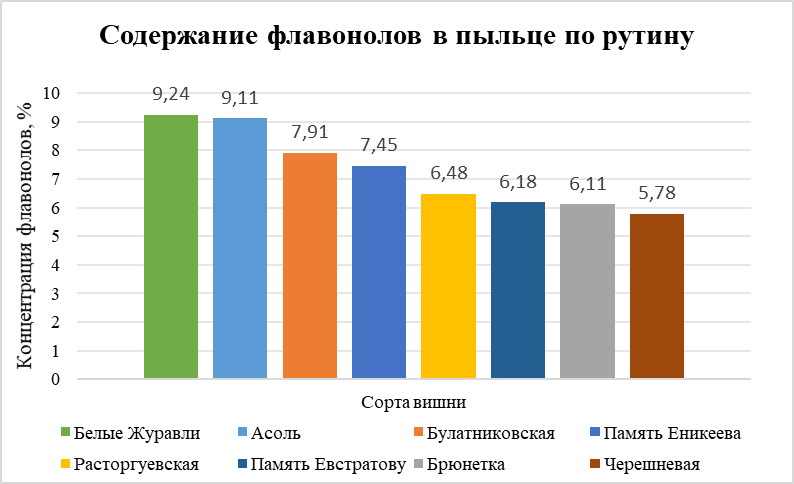 Содержание флавонолов в пыльце по рутину
Концентрация флавонолов, %
10
9
8
7
6
5
4
3
2
1
0
9,24
9,11
7,91
7,45
6,48
6,18
6,11
5,78
Сорта вишни
Белые Журавли
Асоль
Булатниковская
Память Еникеева
Расторгуевская
Память Евстратову
Брюнетка
Черешневая